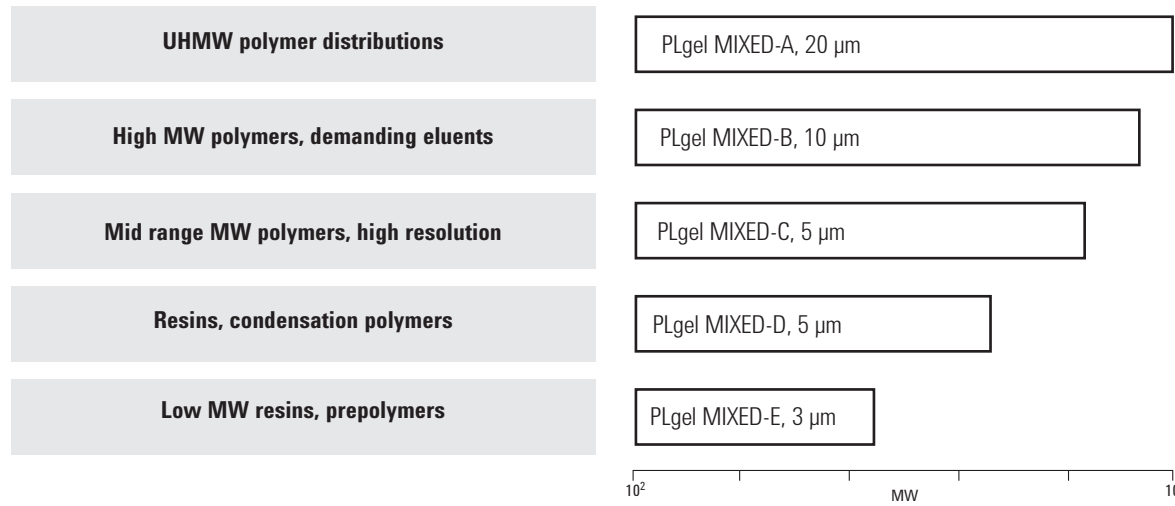 UHMW polymer distributions
PLgel MIXED-A, 20 µm
High MW polymers, demanding eluents
PLgel MIXED-B, 10 µm
Mid range MW polymers, high resolution
PLgel MIXED-C, 5 µm
Resins, condensation polymers
PLgel MIXED-D, 5 µm
Low MW resins, prepolymers
PLgel MIXED-E, 3 µm
10²
MW